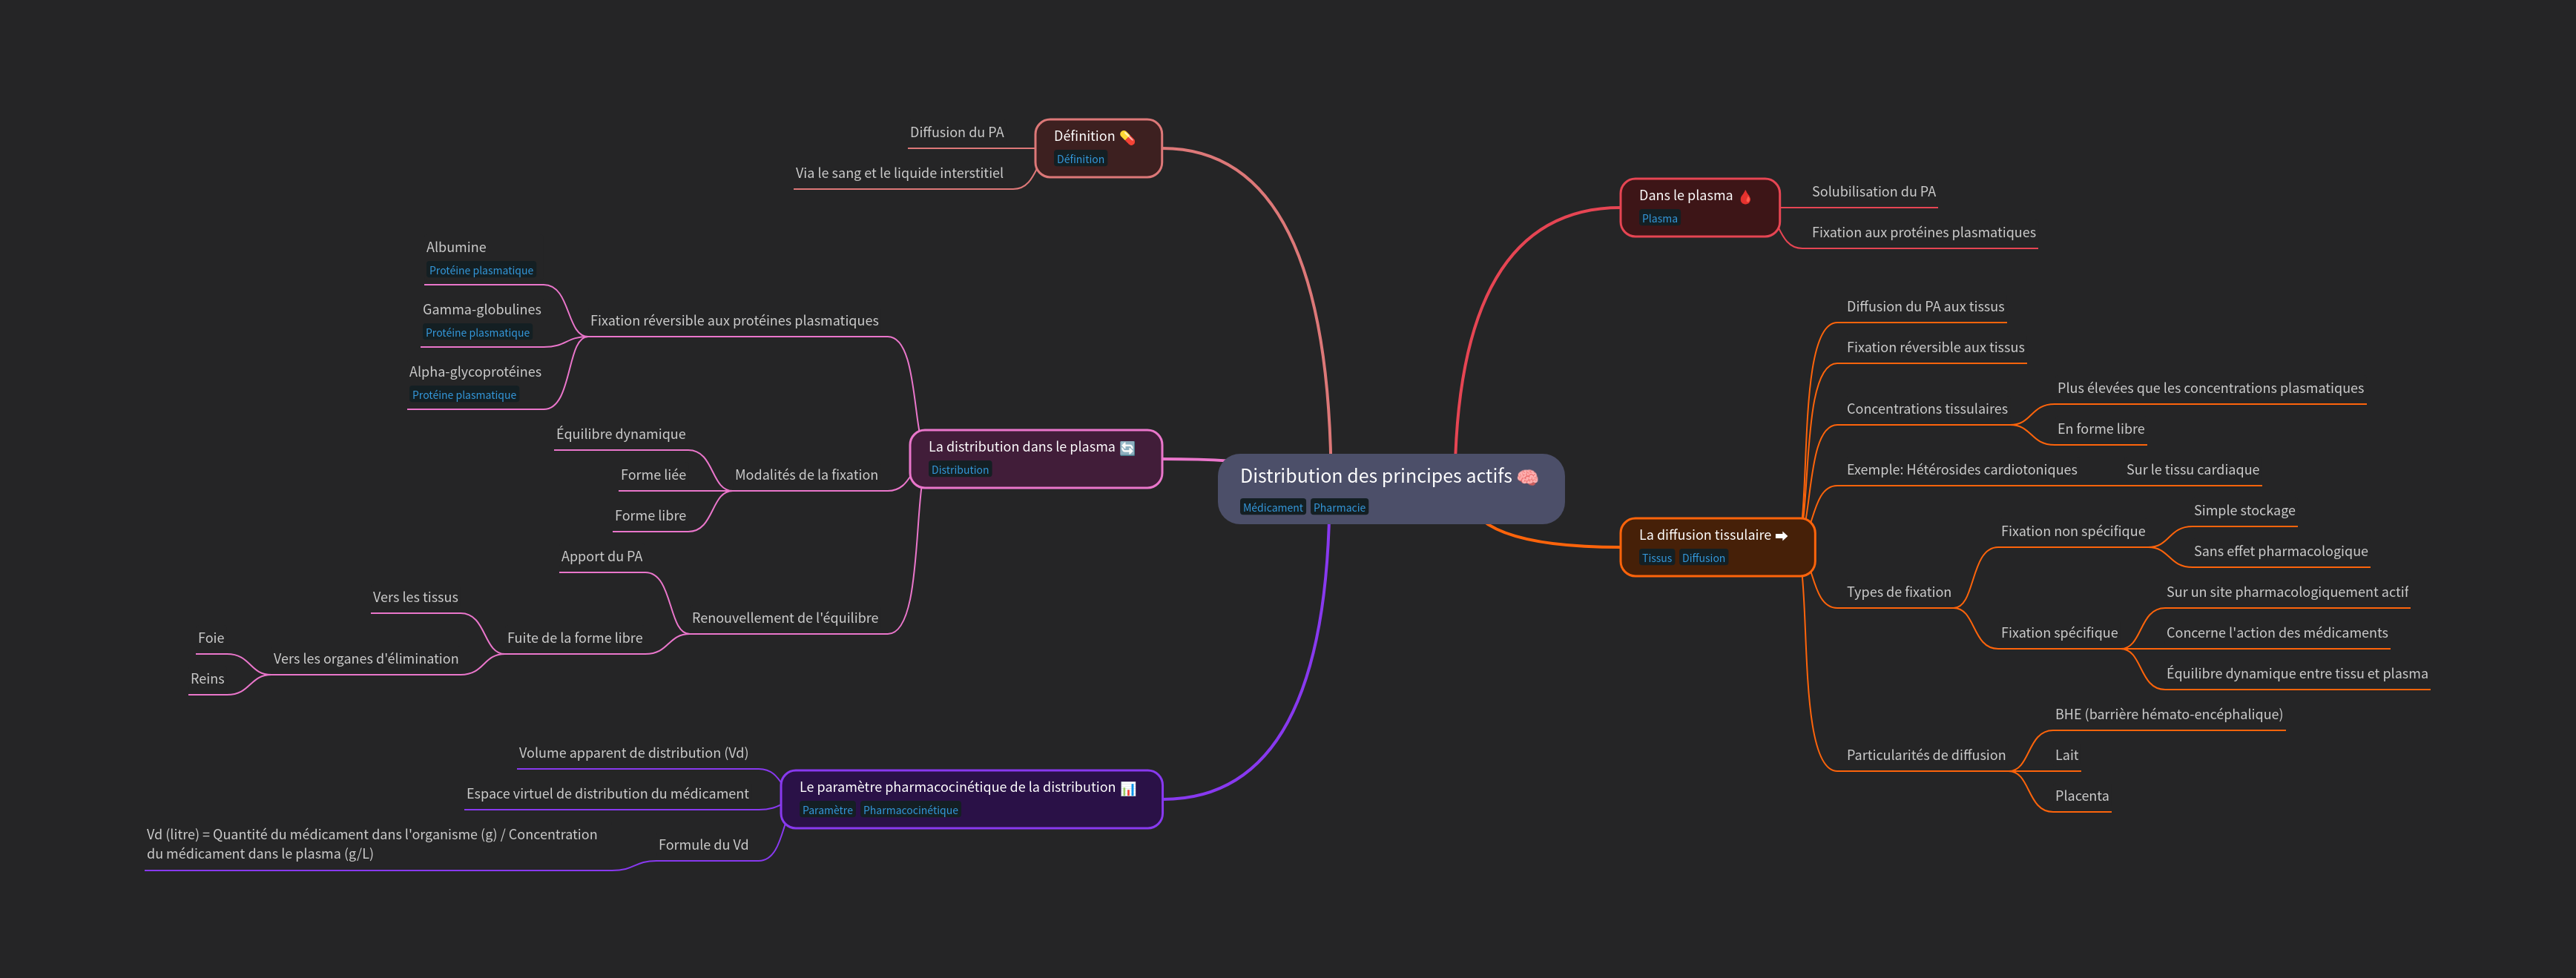 Distribution des principes actifs 🧠
Médicament Pharmacie
Définition 💊
Définition
Diffusion du PA
Via le sang et le liquide interstitiel
La distribution dans le plasma 🔄
Distribution
Fixation réversible aux protéines plasmatiques
Albumine
Protéine plasmatique
Gamma-globulines
Protéine plasmatique
Alpha-glycoprotéines
Protéine plasmatique
Modalités de la fixation
Équilibre dynamique
Forme liée
Forme libre
Renouvellement de l'équilibre
Apport du PA
Fuite de la forme libre
Vers les tissus
Vers les organes d'élimination
Foie
Reins
Le paramètre pharmacocinétique de la distribution 📊
Paramètre Pharmacocinétique
Volume apparent de distribution (Vd)
Espace virtuel de distribution du médicament
Formule du Vd
Vd (litre) = Quantité du médicament dans l'organisme (g) / Concentration
du médicament dans le plasma (g/L)
Dans le plasma 🩸
Plasma
Solubilisation du PA
Fixation aux protéines plasmatiques
La diffusion tissulaire ➡
Tissus Diffusion
Diffusion du PA aux tissus
Fixation réversible aux tissus
Concentrations tissulaires
Plus élevées que les concentrations plasmatiques
En forme libre
Exemple: Hétérosides cardiotoniques
Sur le tissu cardiaque
Types de fixation
Fixation non spécifique
Simple stockage
Sans effet pharmacologique
Fixation spécifique
Sur un site pharmacologiquement actif
Concerne l'action des médicaments
Équilibre dynamique entre tissu et plasma
Particularités de diffusion
BHE (barrière hémato-encéphalique)
Lait
Placenta